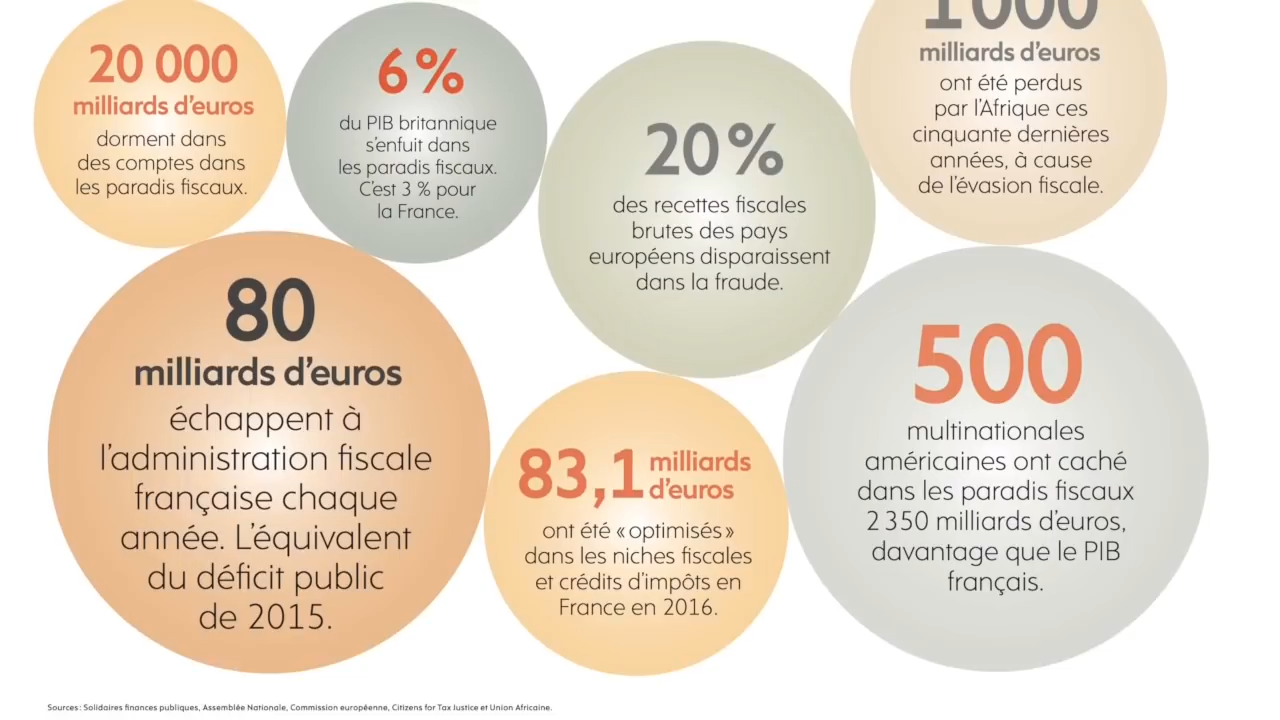 20 000
milliards d'euros
dorment dans
des comptes dans
les paradis fiscaux.
6 %
du PIB britannique
s'enfuit dans
les paradis fiscaux.
C'est 3 % pour
la France.
20 %
des recettes fiscales
brutes des pays
européens disparaissent
dans la fraude.
1 000
milliards d'euros
ont été perdus
par l'Afrique ces
cinquante dernières
années, à cause
de l'évasion fiscale.
80
milliards d'euros
échappent à
l'administration fiscale
française chaque
année. L'équivalent
du déficit public
de 2015.
83,1 milliards
d'euros
ont été « optimisés »
dans les niches fiscales
et crédits d'impôts en
France en 2016.
500
multinationales
américaines ont caché
dans les paradis fiscaux
2 350 milliards d'euros,
davantage que le PIB
français.
Sources : Solidaires finances publiques, Assemblée Nationale, Commission européenne, Citizens for Tax Justice et Union Africaine.